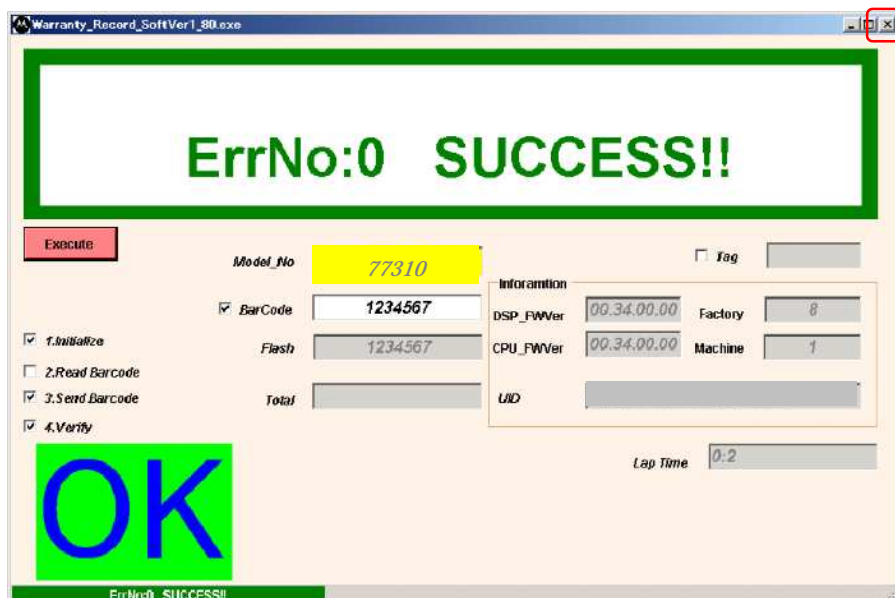 Warranty_Record_SoftVer1_80.exe
ErrNo:0 SUCCESS!!
Execute
Model_No 77310
Tag
BarCode 1234567
Flash 1234567
Total
Inforamtion
DSP_FWVer 00.34.00.00 Factory 8
CPU_FWVer 00.34.00.00 Machine 1
UID
1.Initialize
2.Read Barcode
3.Send Barcode
4.Verify
Lap Time 0:2
OK
ErrNo:0 SUCCESS!!